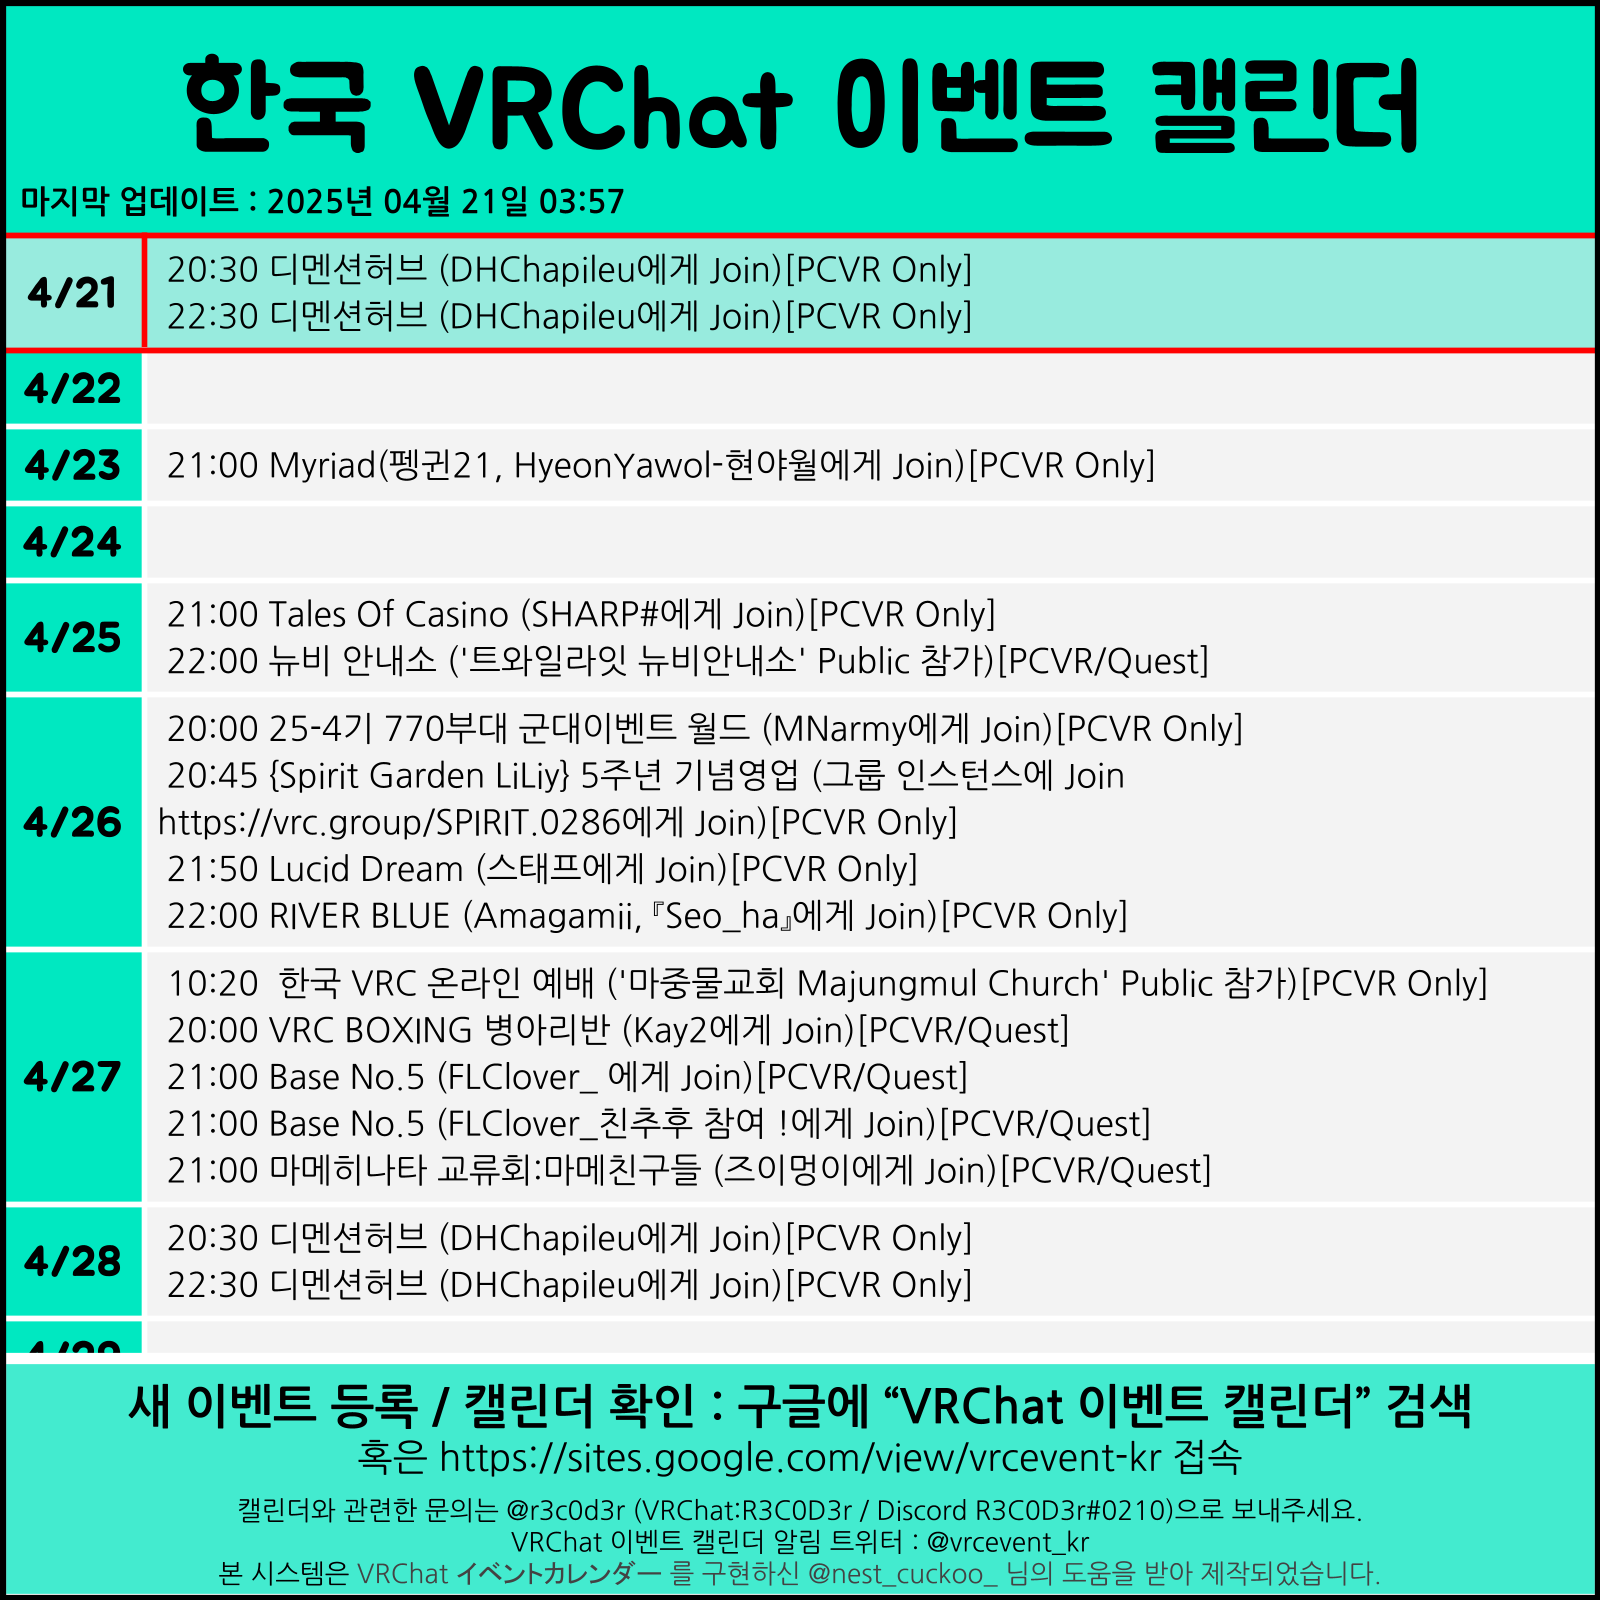 한국 VRChat 이벤트 캘린더
마지막 업데이트 : 2025년 04월 21일 03:57
4/21
20:30 디멘션허브 (DHChapileu에게 Join)[PCVR Only]
22:30 디멘션허브 (DHChapileu에게 Join)[PCVR Only]
4/22
4/23
21:00 Myriad(펭귄21, HyeonYawol-현야월에게 Join)[PCVR Only]
4/24
4/25
21:00 Tales Of Casino (SHARP#에게 Join)[PCVR Only]
22:00 뉴비 안내소 ('트와일라잇 뉴비안내소' Public 참가)[PCVR/Quest]
4/26
20:00 25-4기 770부대 군대이벤트 월드 (MNarmy에게 Join)[PCVR Only]
20:45 {Spirit Garden LiLiy} 5주년 기념영업 (그룹 인스턴스에 Join
https://vrc.group/SPIRIT.0286에게 Join)[PCVR Only]
21:50 Lucid Dream (스태프에게 Join)[PCVR Only]
22:00 RIVER BLUE (Amagamii,『Seo_ha』에게 Join)[PCVR Only]
4/27
10:20  한국 VRC 온라인 예배 ('마중물교회 Majungmul Church' Public 참가)[PCVR Only]
20:00 VRC BOXING 병아리반 (Kay2에게 Join)[PCVR/Quest]
21:00 Base No.5 (FLClover_ 에게 Join)[PCVR/Quest]
21:00 Base No.5 (FLClover_친추후 참여 !에게 Join)[PCVR/Quest]
21:00 마메히나타 교류회:마메친구들 (즈이멍이에게 Join)[PCVR/Quest]
4/28
20:30 디멘션허브 (DHChapileu에게 Join)[PCVR Only]
22:30 디멘션허브 (DHChapileu에게 Join)[PCVR Only]
4/29
새 이벤트 등록 / 캘린더 확인 : 구글에 “VRChat 이벤트 캘린더” 검색
혹은 https://sites.google.com/view/vrcevent-kr 접속
캘린더와 관련한 문의는 @r3c0d3r (VRChat:R3C0D3r / Discord R3C0D3r#0210)으로 보내주세요.
VRChat 이벤트 캘린더 알림 트위터 : @vrcevent_kr
본 시스템은 VRChat イベントカレンダー 를 구현하신 @nest_cuckoo_ 님의 도움을 받아 제작되었습니다.